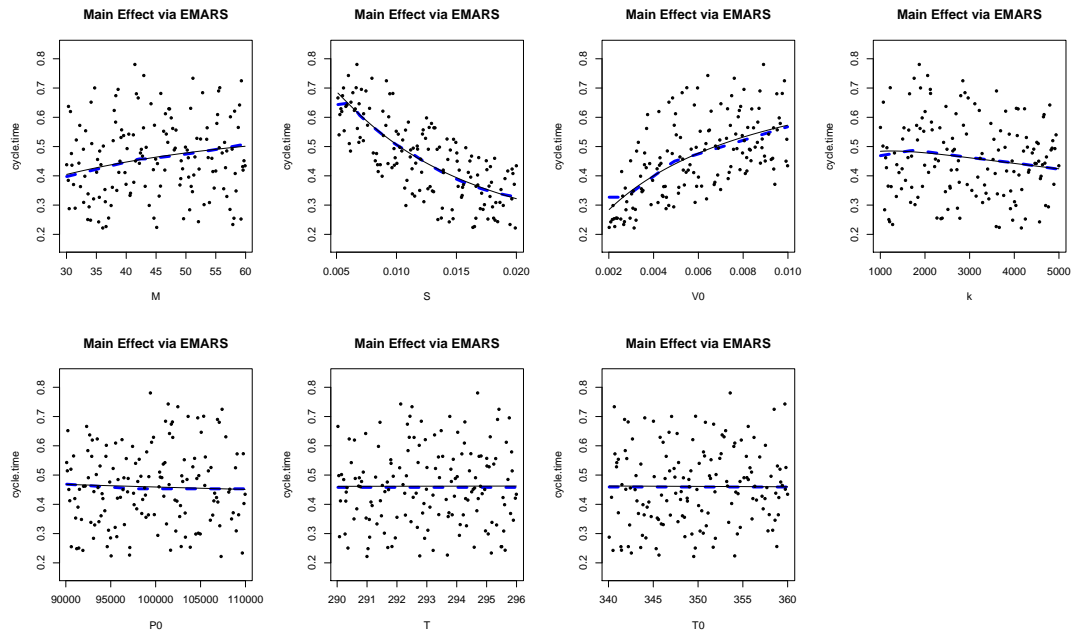 Main Effect via EMARS
Main Effect via EMARS
Main Effect via EMARS
Main Effect via EMARS
cycle.time
0.2 0.3 0.4 0.5 0.6 0.7 0.8
30 35 40 45 50 55 60
M
cycle.time
0.2 0.3 0.4 0.5 0.6 0.7 0.8
0.005 0.010 0.015 0.020
S
cycle.time
0.2 0.3 0.4 0.5 0.6 0.7 0.8
0.002 0.004 0.006 0.008 0.010
V0
cycle.time
0.2 0.3 0.4 0.5 0.6 0.7 0.8
1000 2000 3000 4000 5000
k
Main Effect via EMARS
Main Effect via EMARS
Main Effect via EMARS
cycle.time
0.2 0.3 0.4 0.5 0.6 0.7 0.8
90000 95000 100000 105000 110000
P0
cycle.time
0.2 0.3 0.4 0.5 0.6 0.7 0.8
290 291 292 293 294 295 296
T
cycle.time
0.2 0.3 0.4 0.5 0.6 0.7 0.8
340 345 350 355 360
T0